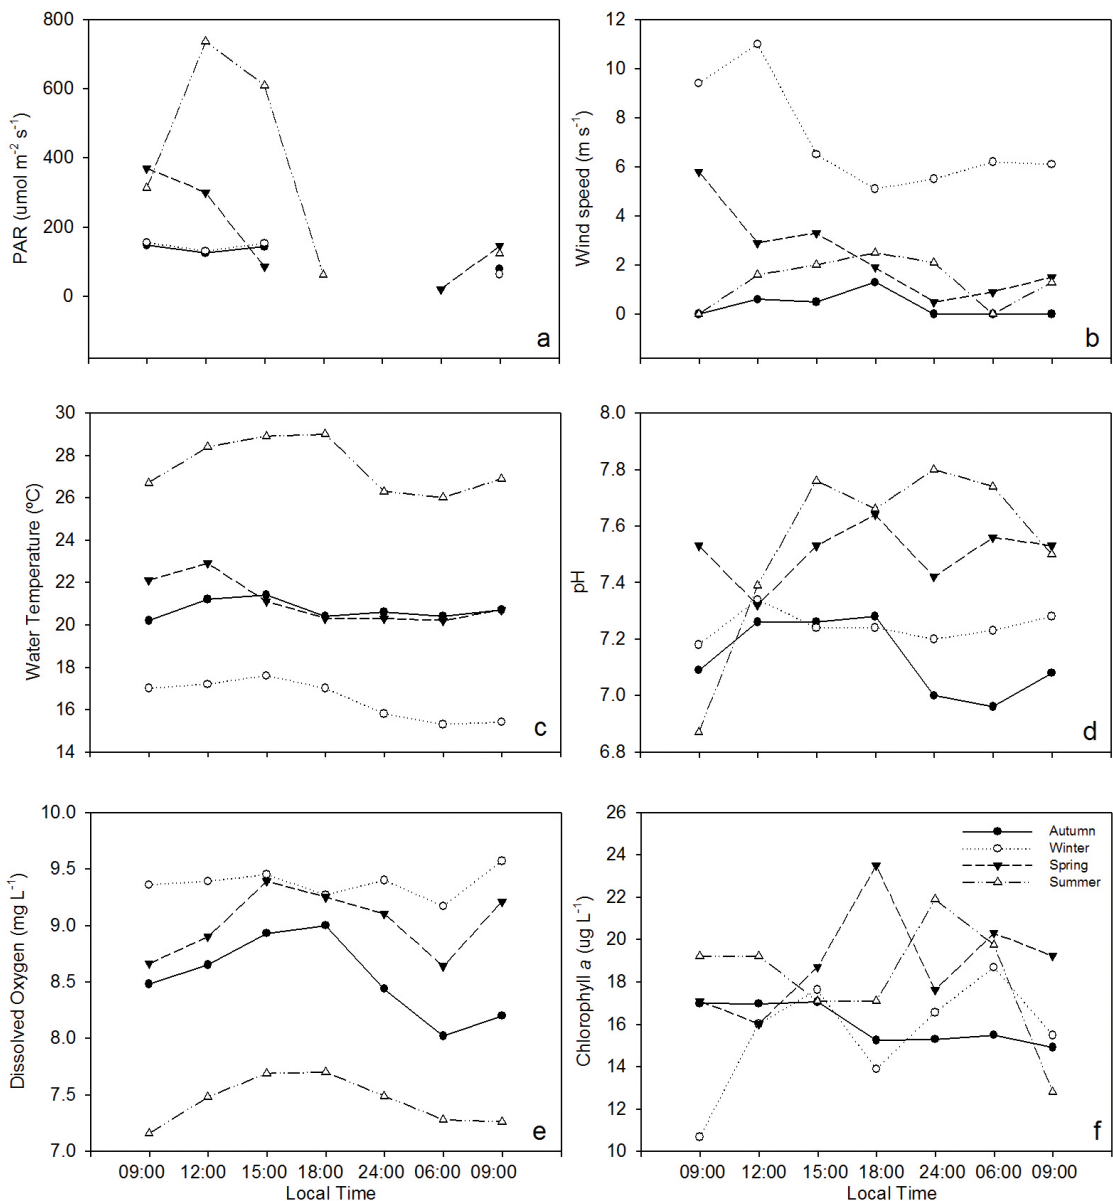 800
600
400
200
0
PAR (umol m⁻² s⁻¹)
a
12
10
8
6
4
2
0
Wind speed (m s⁻¹)
b
30
28
26
24
22
20
18
16
14
Water Temperature (ºC)
c
8.0
7.8
7.6
7.4
7.2
7.0
6.8
pH
d
10.0
9.5
9.0
8.5
8.0
7.5
7.0
Dissolved Oxygen (mg L⁻¹)
e
09:00 12:00 15:00 18:00 24:00 06:00 09:00
Local Time
26
24
22
20
18
16
14
12
10
Chlorophyll a (ug L⁻¹)
Autumn
Winter
Spring
Summer
f
09:00 12:00 15:00 18:00 24:00 06:00 09:00
Local Time